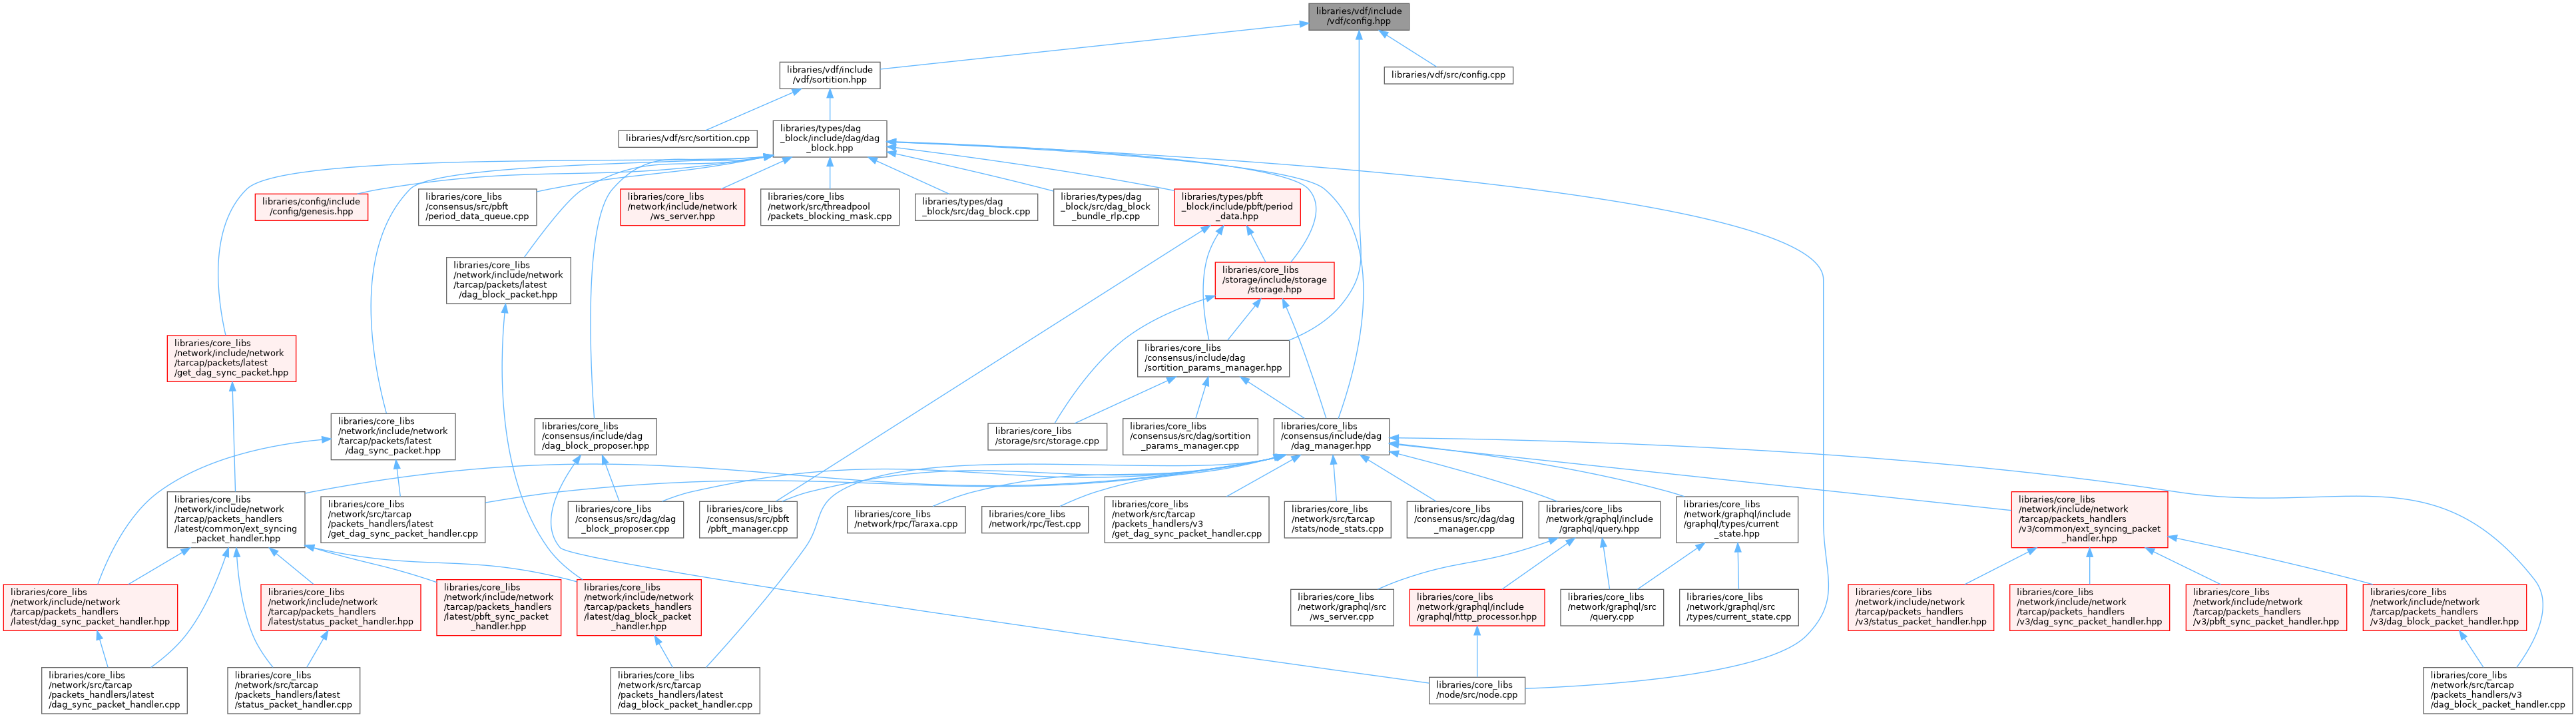 libraries/vdf/include
/vdf/config.hpp
libraries/vdf/include
/vdf/sortition.hpp
libraries/vdf/src/config.cpp
libraries/vdf/src/sortition.cpp
libraries/types/dag
_block/include/dag/dag
_block.hpp
libraries/config/include
/config/genesis.hpp
libraries/core_libs
/consensus/src/pbft
/period_data_queue.cpp
libraries/core_libs
/network/include/network
/ws_server.hpp
libraries/core_libs
/network/src/threadpool
/packets_blocking_mask.cpp
libraries/types/dag
_block/src/dag_block.cpp
libraries/types/dag
_block/src/dag_block
_bundle_rlp.cpp
libraries/types/pbft
_block/include/pbft/period
_data.hpp
libraries/core_libs
/network/include/network
/tarcap/packets/latest
/dag_block_packet.hpp
libraries/core_libs
/storage/include/storage
/storage.hpp
libraries/core_libs
/network/include/network
/tarcap/packets/latest
/get_dag_sync_packet.hpp
libraries/core_libs
/consensus/include/dag
/sortition_params_manager.hpp
libraries/core_libs
/network/include/network
/tarcap/packets/latest
/dag_sync_packet.hpp
libraries/core_libs
/consensus/include/dag
/dag_block_proposer.hpp
libraries/core_libs
/storage/src/storage.cpp
libraries/core_libs
/consensus/src/dag/sortition
_params_manager.cpp
libraries/core_libs
/consensus/include/dag
/dag_manager.hpp
libraries/core_libs
/network/include/network
/tarcap/packets_handlers
/latest/common/ext_syncing
_packet_handler.hpp
libraries/core_libs
/network/src/tarcap
/packets_handlers/latest
/get_dag_sync_packet_handler.cpp
libraries/core_libs
/consensus/src/dag/dag
_block_proposer.cpp
libraries/core_libs
/consensus/src/pbft
/pbft_manager.cpp
libraries/core_libs
/network/rpc/Taraxa.cpp
libraries/core_libs
/network/rpc/Test.cpp
libraries/core_libs
/network/src/tarcap
/packets_handlers/v3
/get_dag_sync_packet_handler.cpp
libraries/core_libs
/network/src/tarcap
/stats/node_stats.cpp
libraries/core_libs
/consensus/src/dag/dag
_manager.cpp
libraries/core_libs
/network/graphql/include
/graphql/query.hpp
libraries/core_libs
/network/graphql/include
/graphql/types/current
_state.hpp
libraries/core_libs
/network/include/network
/tarcap/packets_handlers
/v3/common/ext_syncing_packet
_handler.hpp
libraries/core_libs
/network/include/network
/tarcap/packets_handlers
/latest/dag_sync_packet_handler.hpp
libraries/core_libs
/network/include/network
/tarcap/packets_handlers
/latest/status_packet_handler.hpp
libraries/core_libs
/network/include/network
/tarcap/packets_handlers
/latest/pbft_sync_packet
_handler.hpp
libraries/core_libs
/network/include/network
/tarcap/packets_handlers
/latest/dag_block_packet
_handler.hpp
libraries/core_libs
/network/graphql/src
/ws_server.cpp
libraries/core_libs
/network/graphql/include
/graphql/http_processor.hpp
libraries/core_libs
/network/graphql/src
/query.cpp
libraries/core_libs
/network/graphql/src
/types/current_state.cpp
libraries/core_libs
/network/include/network
/tarcap/packets_handlers
/v3/status_packet_handler.hpp
libraries/core_libs
/network/include/network
/tarcap/packets_handlers
/v3/dag_sync_packet_handler.hpp
libraries/core_libs
/network/include/network
/tarcap/packets_handlers
/v3/pbft_sync_packet_handler.hpp
libraries/core_libs
/network/include/network
/tarcap/packets_handlers
/v3/dag_block_packet_handler.hpp
libraries/core_libs
/network/src/tarcap
/packets_handlers/latest
/dag_sync_packet_handler.cpp
libraries/core_libs
/network/src/tarcap
/packets_handlers/latest
/status_packet_handler.cpp
libraries/core_libs
/network/src/tarcap
/packets_handlers/latest
/dag_block_packet_handler.cpp
libraries/core_libs
/node/src/node.cpp
libraries/core_libs
/network/src/tarcap
/packets_handlers/v3
/dag_block_packet_handler.cpp